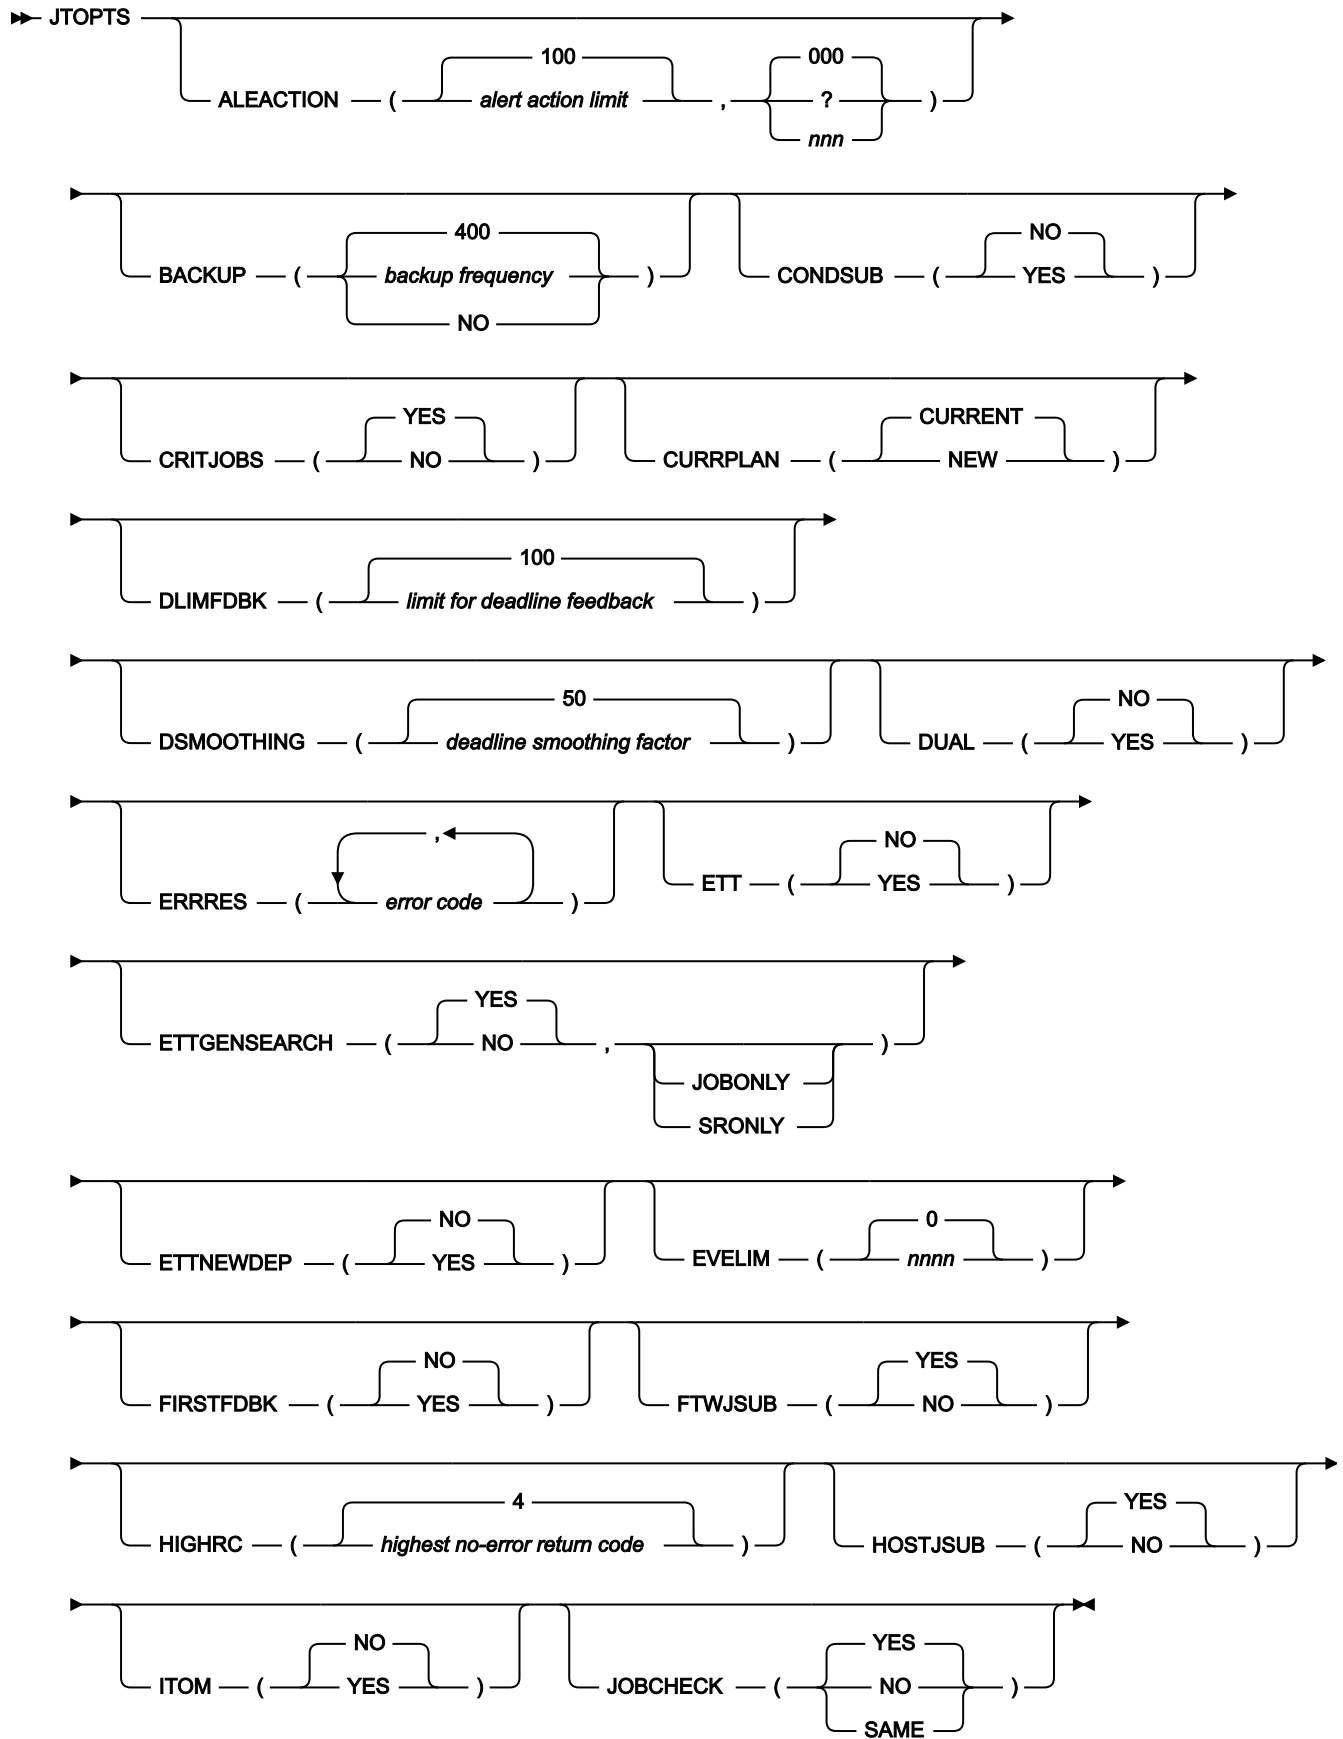 JTOPTS
100
000
ALEACTION ( alert action limit , ? )
nnn
400
NO
BACKUP ( backup frequency ) CONDSUB ( YES )
NO
YES
CURRENT
CRITJOBS ( NO ) CURRPLAN ( NEW )
100
DLIMFDBK ( limit for deadline feedback )
50
NO
DSMOOTHING ( deadline smoothing factor ) DUAL ( YES )
,
NO
ERRRES ( error code ) ETT ( YES )
YES
ETTGENSEARCH ( NO , )
JOBONLY
SRONLY
NO
0
ETTNEWDEP ( YES ) EVELIM ( nnnn )
NO
YES
FIRSTFDBK ( YES ) FTWJSUB ( NO )
4
YES
HIGHRC ( highest no-error return code ) HOSTJSUB ( NO )
NO
YES
ITOM ( YES ) JOBCHECK ( NO )
SAME